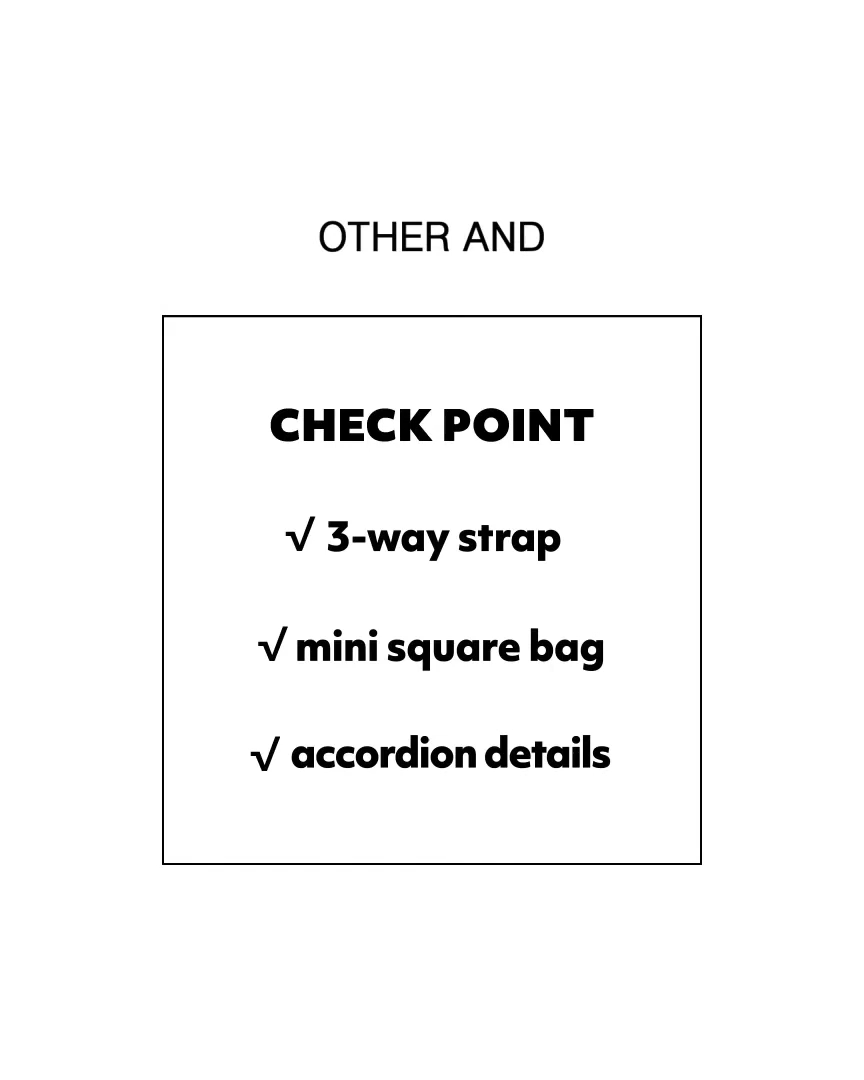 OTHER AND
CHECK POINT
√ 3-way strap
√ mini square bag
√ accordion details